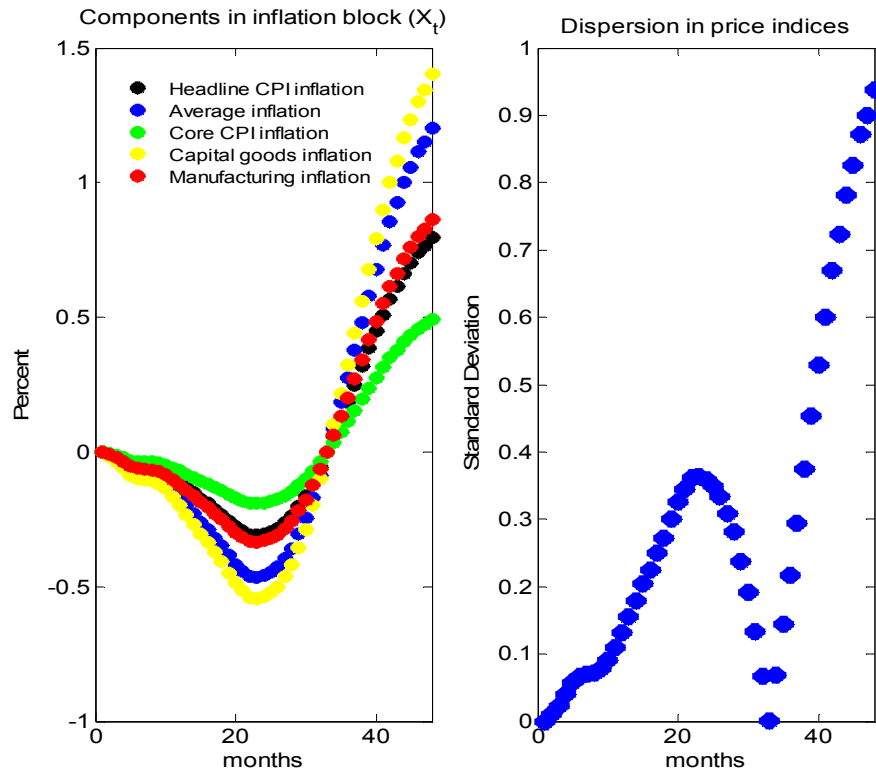 Components in inflation block (X_t)
Percent
1.5
1
0.5
0
-0.5
-1
Headline CPI inflation
Average inflation
Core CPI inflation
Capital goods inflation
Manufacturing inflation
0 20 40
months
Dispersion in price indices
Standard Deviation
1
0.9
0.8
0.7
0.6
0.5
0.4
0.3
0.2
0.1
0
0 20 40
months